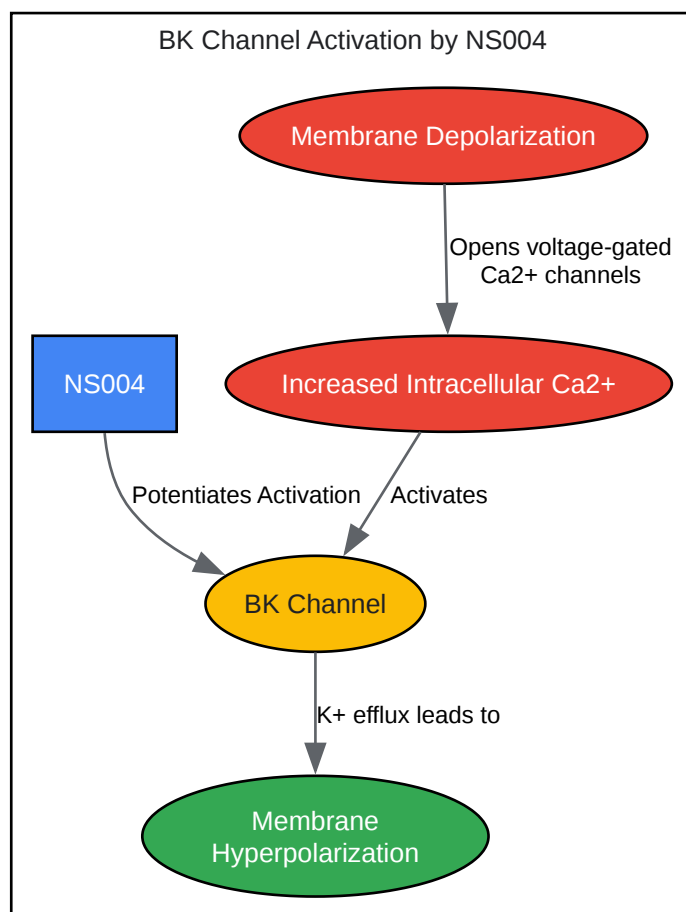 BK Channel Activation by NS004
Membrane Depolarization
Opens voltage-gated
Ca2+ channels
NS004
Increased Intracellular Ca2+
Potentiates Activation
Activates
BK Channel
K+ efflux leads to
Membrane
Hyperpolarization